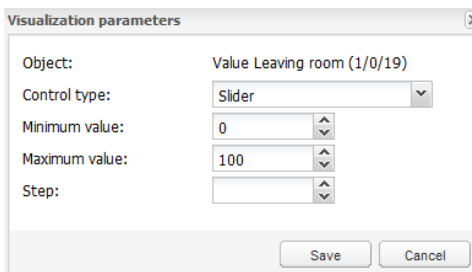 Visualization parameters
Object: Value Leaving room (1/0/19)
Control type: Slider
Minimum value: 0
Maximum value: 100
Step:
Save Cancel